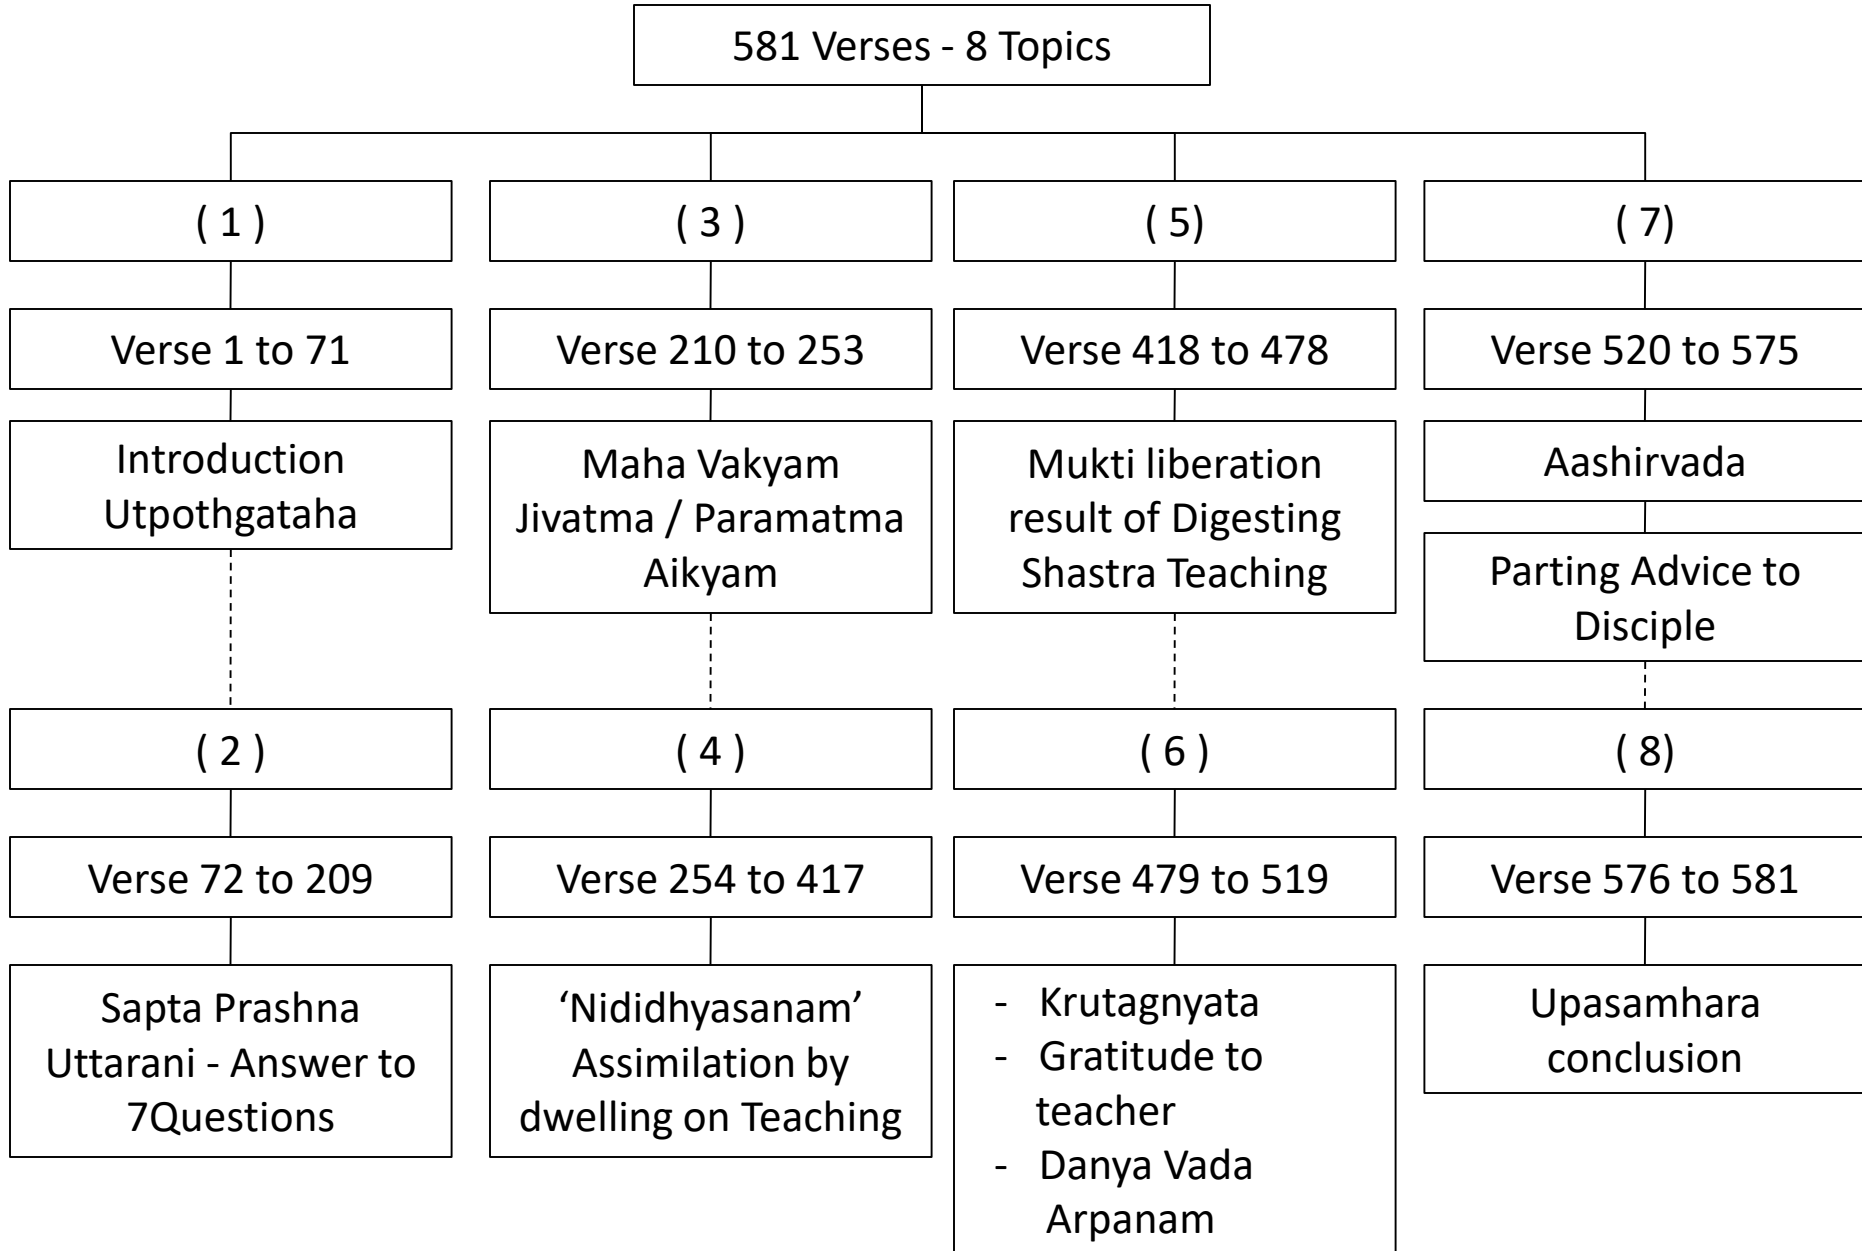 581 Verses - 8 Topics
( 1 )
Verse 1 to 71
Introduction
Utpothgataha
( 2 )
Verse 72 to 209
Sapta Prashna
Uttarani - Answer to
7Questions
( 3 )
Verse 210 to 253
Maha Vakyam
Jivatma / Paramatma
Aikyam
( 4 )
Verse 254 to 417
‘Nididhyasanam’
Assimilation by
dwelling on Teaching
( 5)
Verse 418 to 478
Mukti liberation
result of Digesting
Shastra Teaching
( 6 )
Verse 479 to 519
- Krutagnyata
- Gratitude to
teacher
- Danya Vada
Arpanam
( 7)
Verse 520 to 575
Aashirvada
Parting Advice to
Disciple
( 8)
Verse 576 to 581
Upasamhara
conclusion